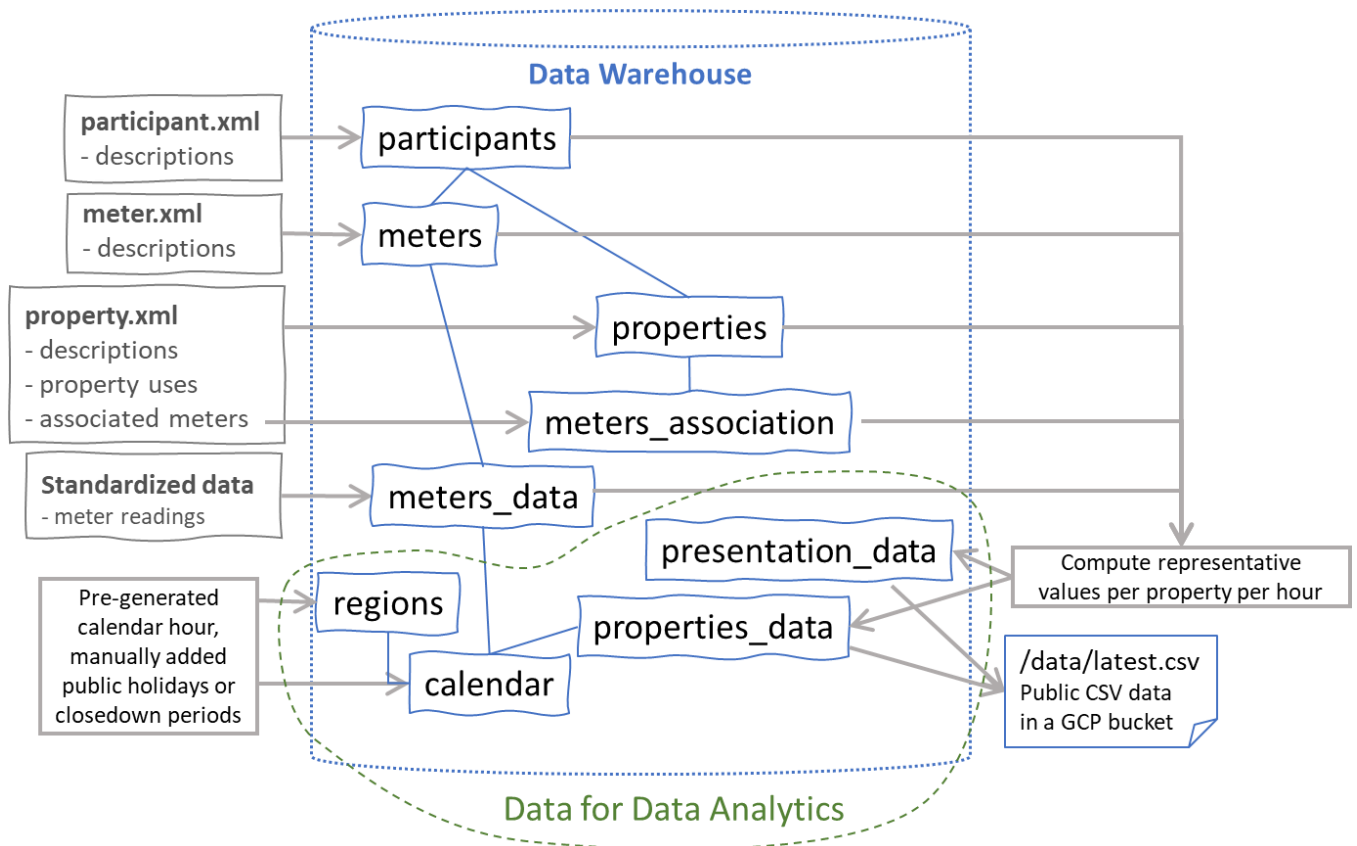 Data Warehouse
participant.xml
- descriptions
participants
meter.xml
- descriptions
meters
property.xml
- descriptions
- property uses
- associated meters
properties
meters_association
Standardized data
- meter readings
meters_data
presentation_data
Compute representative
values per property per hour
Pre-generated
calendar hour,
manually added
public holidays or
closedown periods
regions
properties_data
calendar
/data/latest.csv
Public CSV data
in a GCP bucket
Data for Data Analytics